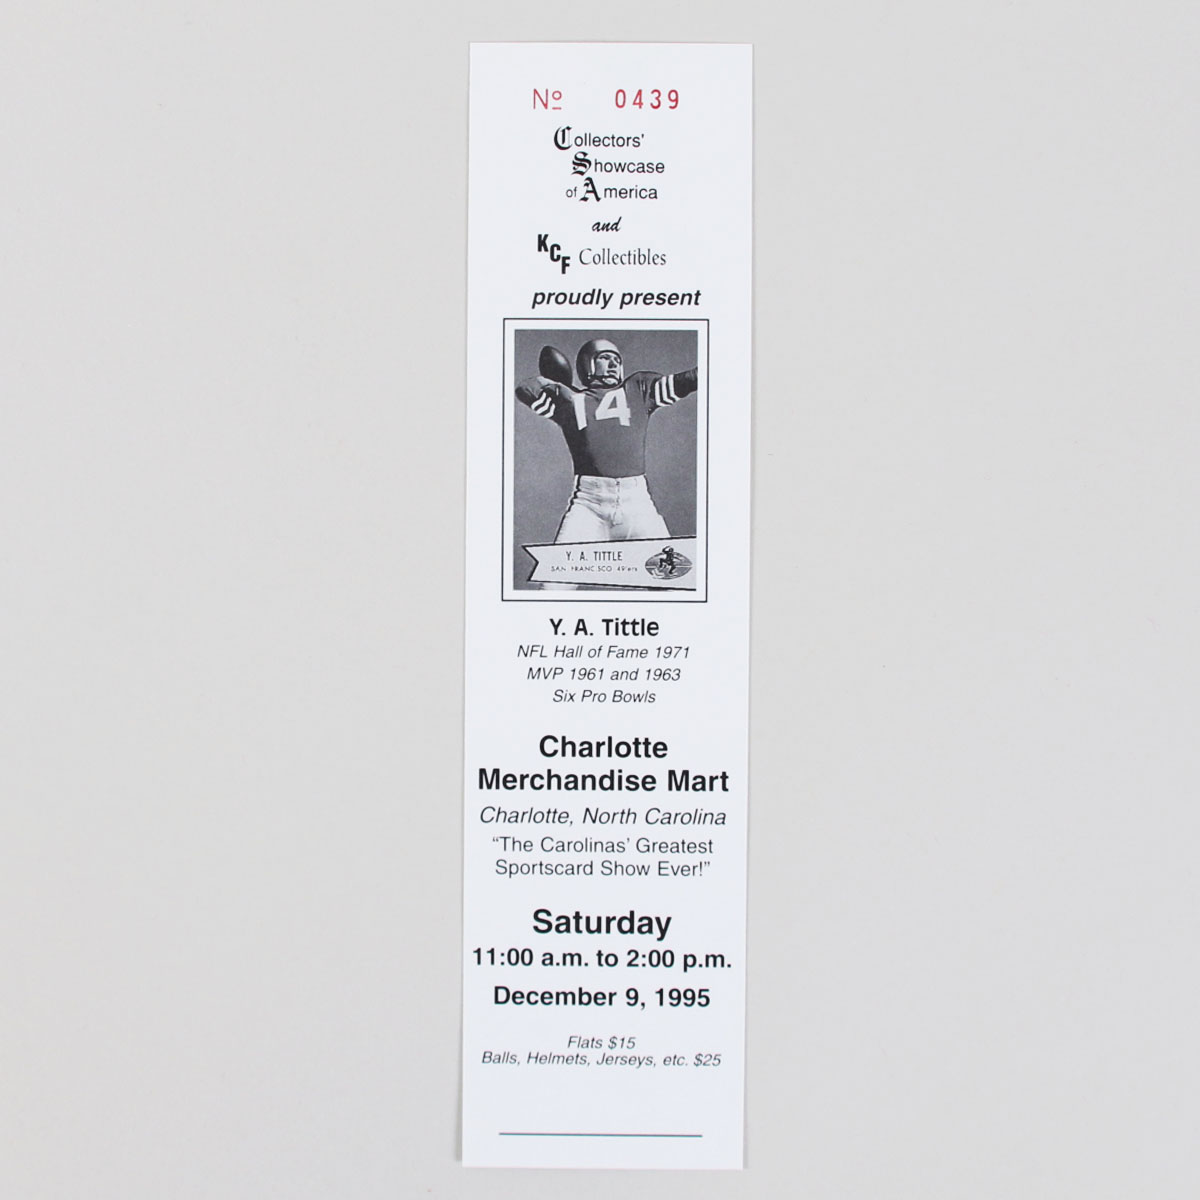 Nº 0439
Collectors'
Showcase
of America
and
KCF Collectibles
proudly present
14
Y. A. TITTLE
SAN FRANCISCO 49ers
Y. A. Tittle
NFL Hall of Fame 1971
MVP 1961 and 1963
Six Pro Bowls
Charlotte
Merchandise Mart
Charlotte, North Carolina
“The Carolinas’ Greatest
Sportscard Show Ever!”
Saturday
11:00 a.m. to 2:00 p.m.
December 9, 1995
Flats $15
Balls, Helmets, Jerseys, etc. $25